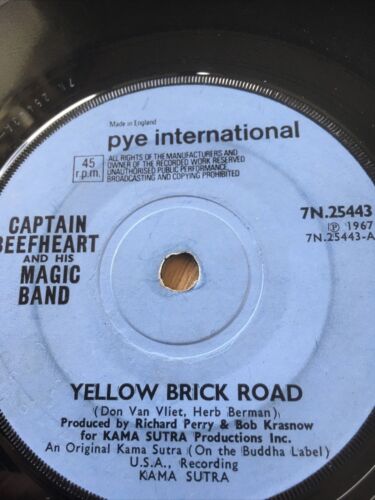 Made in England
pye international
45
r.p.m.
ALL RIGHTS OF THE MANUFACTURERS AND
OWNER OF THE RECORDED WORK RESERVED
UNAUTHORISED PUBLIC PERFORMANCE
BROADCASTING AND COPYING PROHIBITED
CAPTAIN
BEEFHEART
AND HIS
MAGIC
BAND
7N.25443
Ⓟ 1967
7N.25443-A
YELLOW BRICK ROAD
(Don Van Vliet, Herb Berman)
Produced by Richard Perry & Bob Krasnow
for KAMA SUTRA Productions Inc.
An Original Kama Sutra (On the Buddha Label)
U.S.A., Recording
KAMA SUTRA